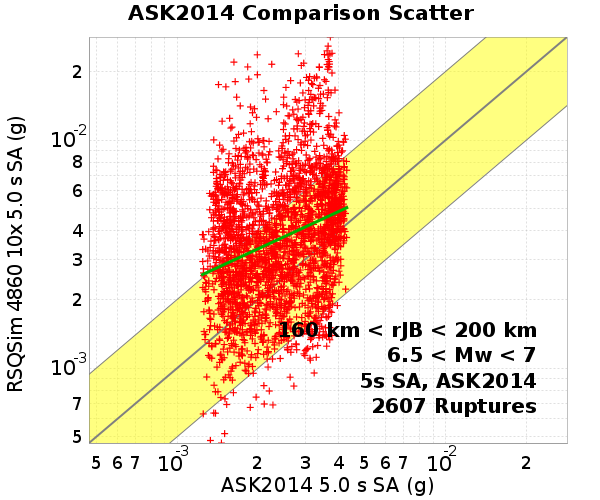 ASK2014 Comparison Scatter
RSQSim 4860 10x 5.0 s SA (g)
2
10-2
8
6
4
3
2
10-3
7
5
160 km < rJB < 200 km
6.5 < Mw < 7
5s SA, ASK2014
2607 Ruptures
5 6 7 10-3 2 3 4 5 6 7 10-2 2
ASK2014 5.0 s SA (g)